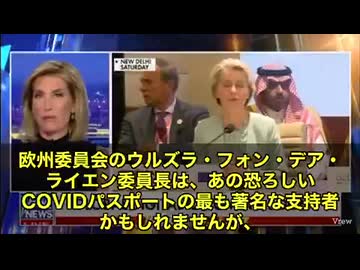 NEW DELHI
SATURDAY
欧州委員会のウルズラ・フォン・デア・
ライエン委員長は、あの恐ろしい
COVIDパスポートの最も著名な支持者
かもしれませんが、
NEWS
Vrew